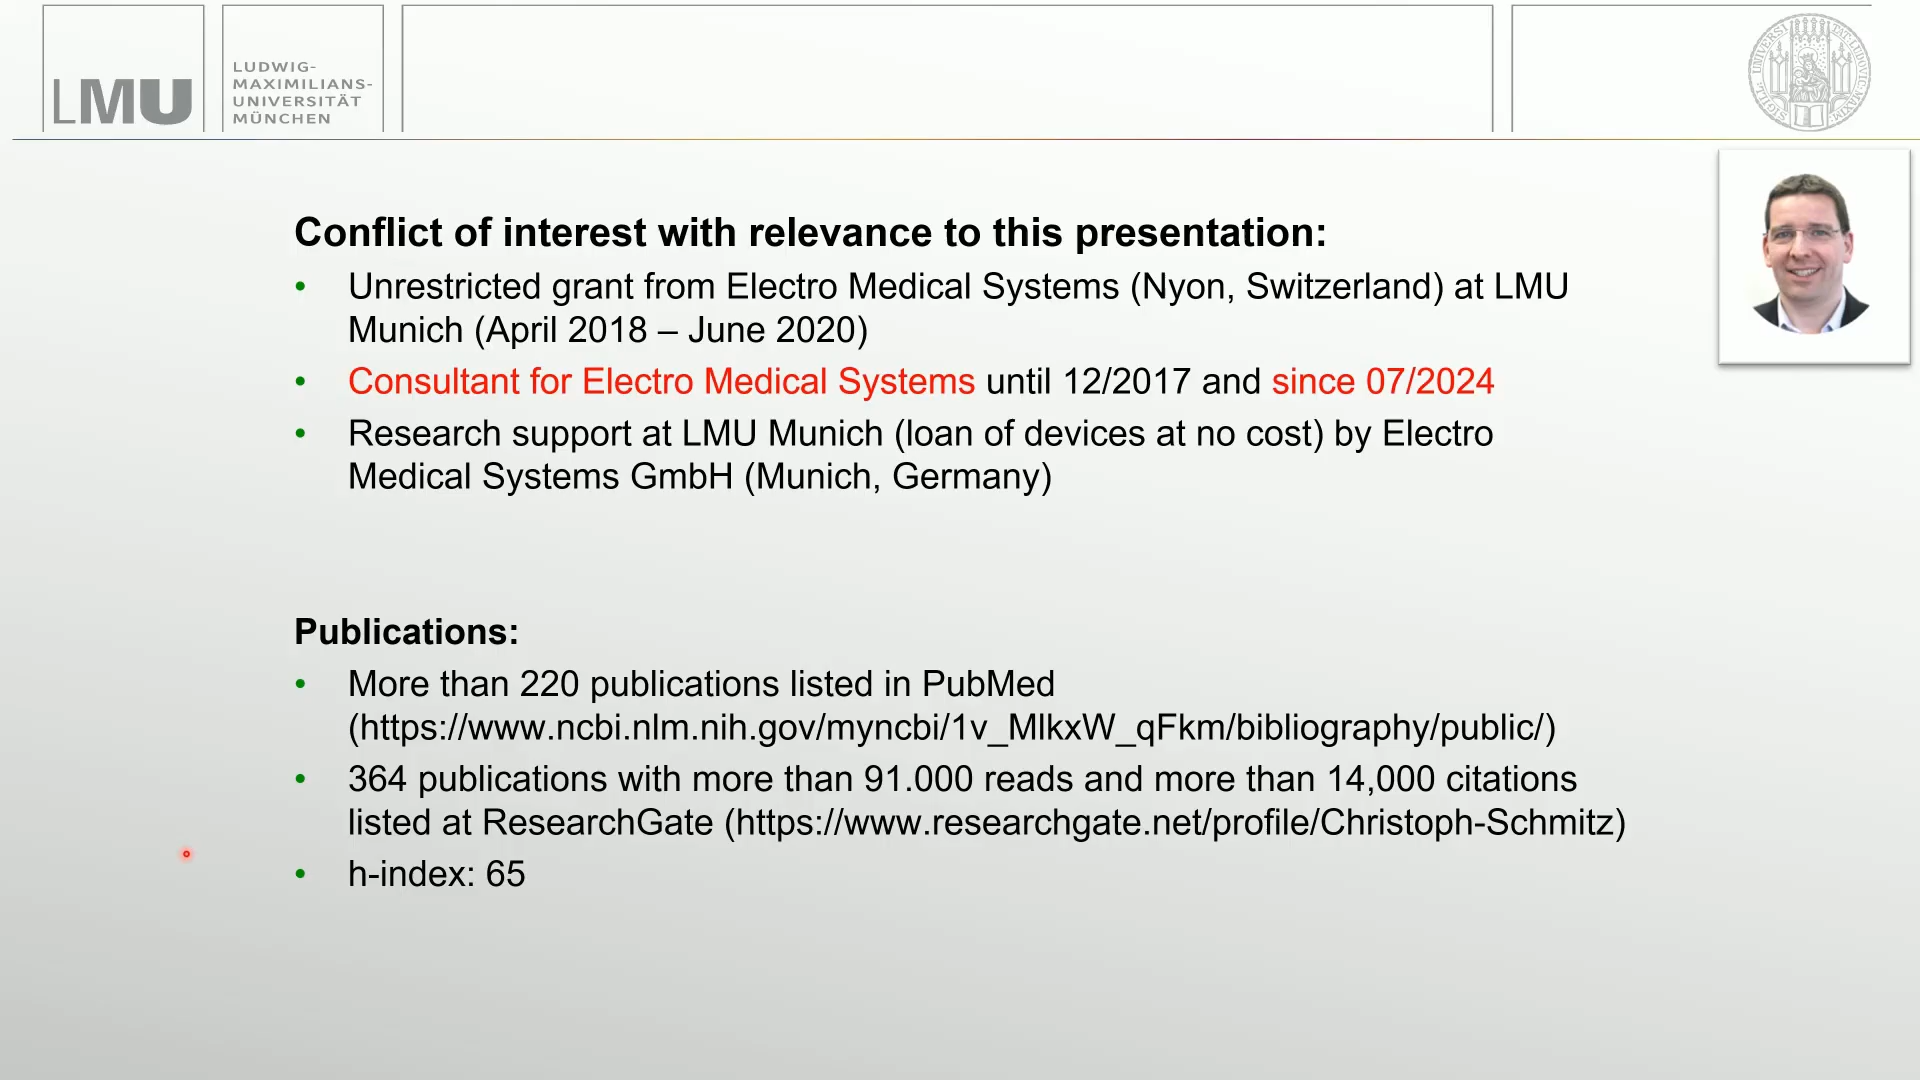 LMU
LUDWIG-
MAXIMILIANS-
UNIVERSITÄT
MÜNCHEN
Conflict of interest with relevance to this presentation:
• Unrestricted grant from Electro Medical Systems (Nyon, Switzerland) at LMU
Munich (April 2018 – June 2020)
• Consultant for Electro Medical Systems until 12/2017 and since 07/2024
• Research support at LMU Munich (loan of devices at no cost) by Electro
Medical Systems GmbH (Munich, Germany)
Publications:
• More than 220 publications listed in PubMed
(https://www.ncbi.nlm.nih.gov/myncbi/1v_MlkxW_qFkm/bibliography/public/)
• 364 publications with more than 91.000 reads and more than 14,000 citations
listed at ResearchGate (https://www.researchgate.net/profile/Christoph-Schmitz)
• h-index: 65